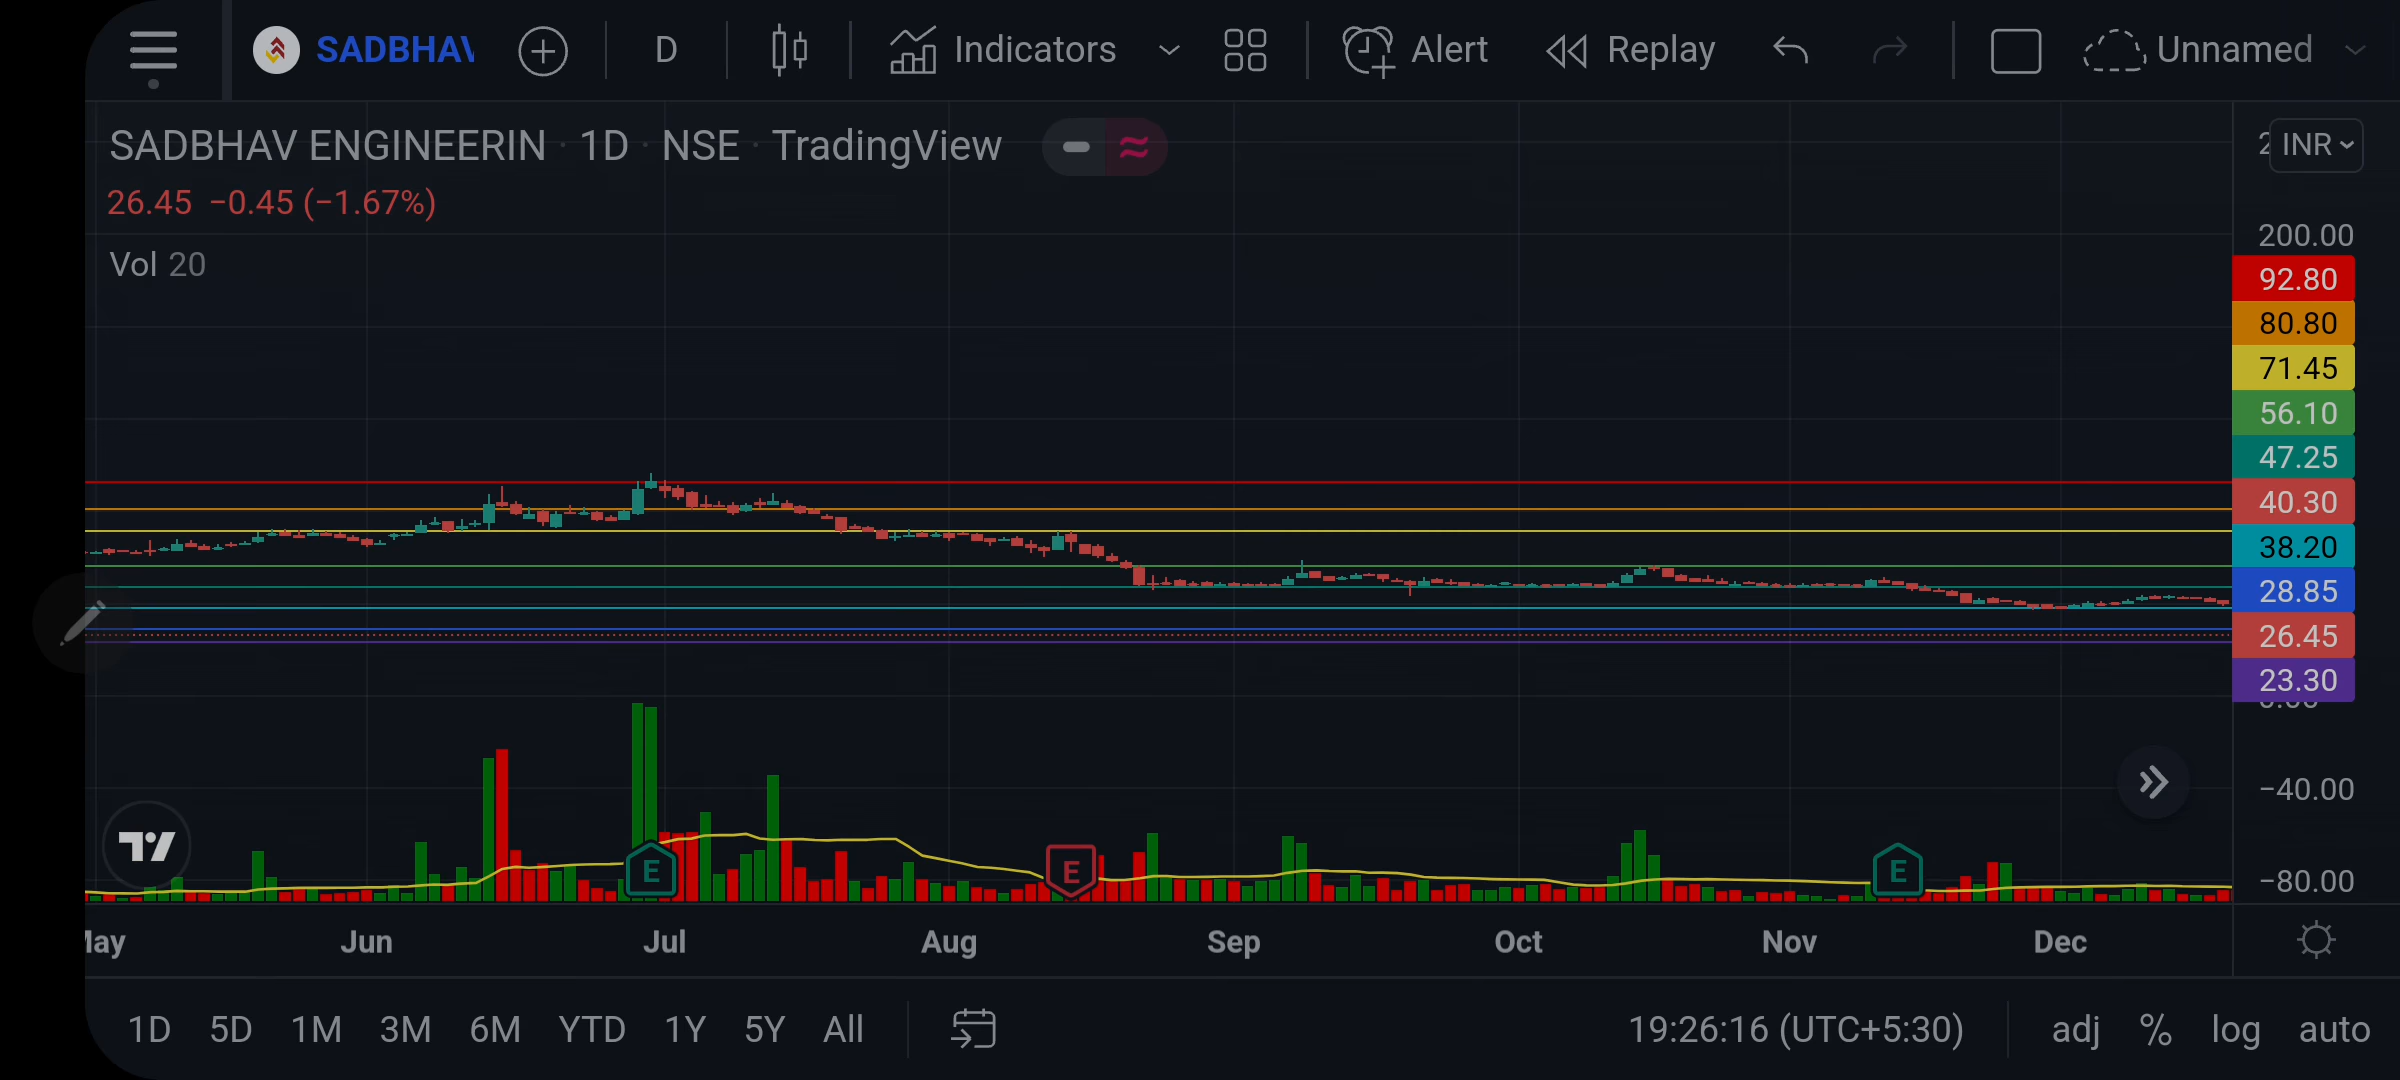 SADBHAV D Indicators Alert Replay Unnamed
SADBHAV ENGINEERIN · 1D · NSE · TradingView
INR
26.45 −0.45 (−1.67%)
200.00
Vol 20
92.80
80.80
71.45
56.10
47.25
40.30
38.20
28.85
26.45
23.30
−40.00
E E E
−80.00
Jun Jul Aug Sep Oct Nov Dec
1D 5D 1M 3M 6M YTD 1Y 5Y All 19:26:16 (UTC+5:30) adj % log auto